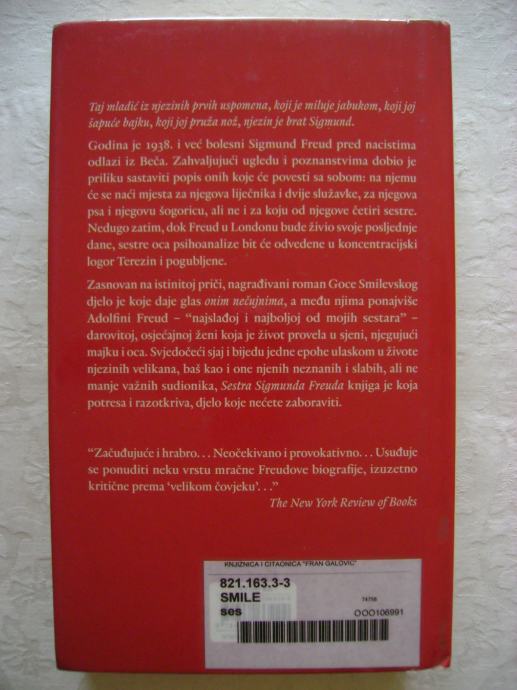 Taj mladić iz njezinih prvih uspomena, koji je miluje jabukom, koji joj
šapuće bajku, koji joj pruža nož, njezin je brat Sigmund.
Godina je 1938. i već bolesni Sigmund Freud pred nacistima
odlazi iz Beča. Zahvaljujući ugledu i poznanstvima dobio je
priliku sastaviti popis onih koje će povesti sa sobom: na njemu
će se naći mjesta za njegova liječnika i dvije služavke, za njegova
psa i njegovu šogoricu, ali ne i za koju od njegove četiri sestre.
Nedugo zatim, dok Freud u Londonu bude živio svoje posljednje
dane, sestre oca psihoanalize bit će odvedene u koncentracijski
logor Terezin i pogubljene.
Zasnovan na istinitoj priči, nagrađivani roman Goce Smilevskog
djelo je koje daje glas onim nečujnima, a među njima ponajviše
Adolfini Freud – “najslađoj i najboljoj od mojih sestara” –
darovitoj, osjećajnoj ženi koja je život provela u sjeni, njegujući
majku i oca. Svjedočeći sjaj i bijedu jedne epohe ulaskom u živote
njezinih velikana, baš kao i one njenih neznanih i slabih, ali ne
manje važnih sudionika, Sestra Sigmunda Freuda knjiga je koja
potresa i razotkriva, djelo koje nećete zaboraviti.
“Začuđujuće i hrabro... Neočekivano i provokativno... Usuđuje
se ponuditi neku vrstu mračne Freudove biografije, izuzetno
kritične prema ‘velikom čovjeku’...”
The New York Review of Books
KNJIŽNICA I ČITAONICA "FRAN GALOVIĆ"
821.163.3-3
SMILE 74758
ses OOO106991